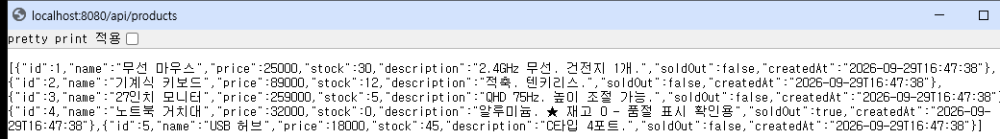 localhost:8080/api/products
pretty print 적용
[{"id":1,"name":"무선 마우스","price":25000,"stock":30,"description":"2.4GHz 무선. 건전지 1개.","soldOut":false,"createdAt":"2026-09-29T16:47:38"},
{"id":2,"name":"기계식 키보드","price":89000,"stock":12,"description":"적축. 텐키리스.","soldOut":false,"createdAt":"2026-09-29T16:47:38"},
{"id":3,"name":"27인치 모니터","price":259000,"stock":5,"description":"QHD 75Hz. 높이 조절 가능.","soldOut":false,"createdAt":"2026-09-29T16:47:38"}
{"id":4,"name":"노트북 거치대","price":32000,"stock":0,"description":"알루미늄. ★ 재고 0 - 품절 표시 확인용","soldOut":true,"createdAt":"2026-09-
29T16:47:38"},{"id":5,"name":"USB 허브","price":18000,"stock":45,"description":"C타입 4포트.","soldOut":false,"createdAt":"2026-09-29T16:47:38"}]